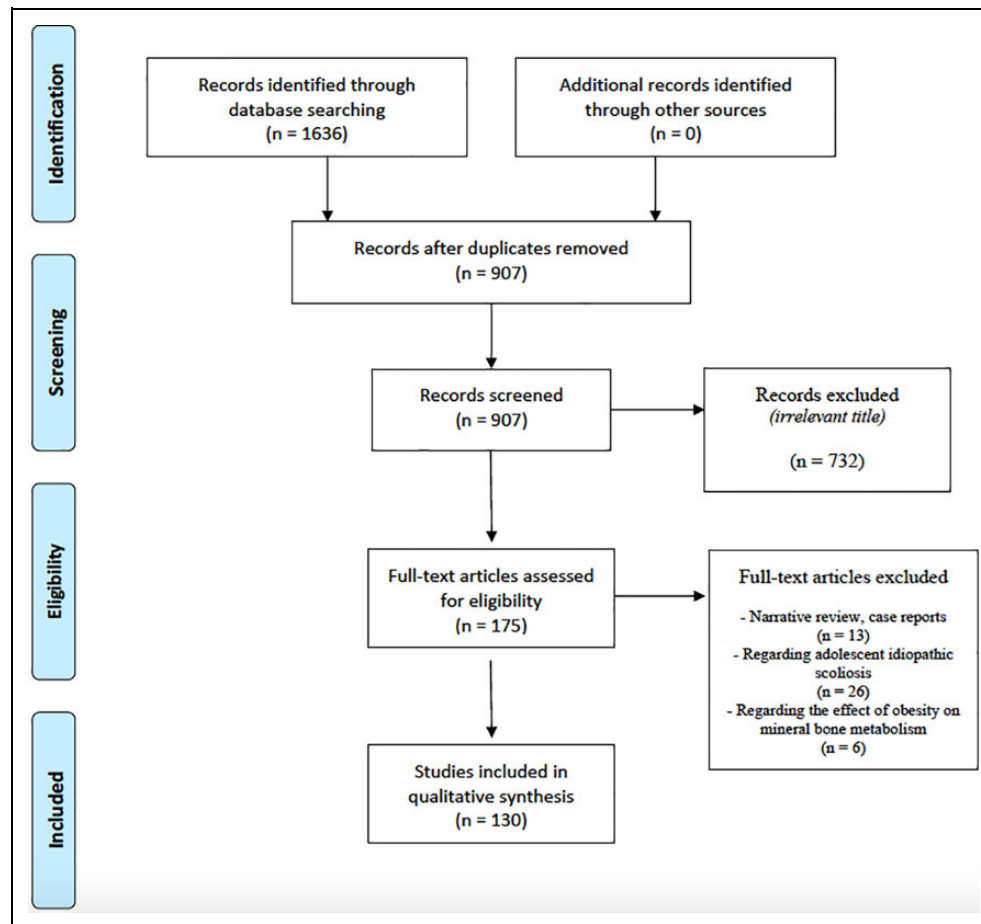 Identification
Records identified through
database searching
(n = 1636)
Additional records identified
through other sources
(n = 0)
Records after duplicates removed
(n = 907)
Screening
Records screened
(n = 907)
Records excluded
(irrelevant title)
(n = 732)
Eligibility
Full-text articles assessed
for eligibility
(n = 175)
Full-text articles excluded
- Narrative review, case reports
(n = 13)
- Regarding adolescent idiopathic
scoliosis
(n = 26)
- Regarding the effect of obesity on
mineral bone metabolism
(n = 6)
Included
Studies included in
qualitative synthesis
(n = 130)